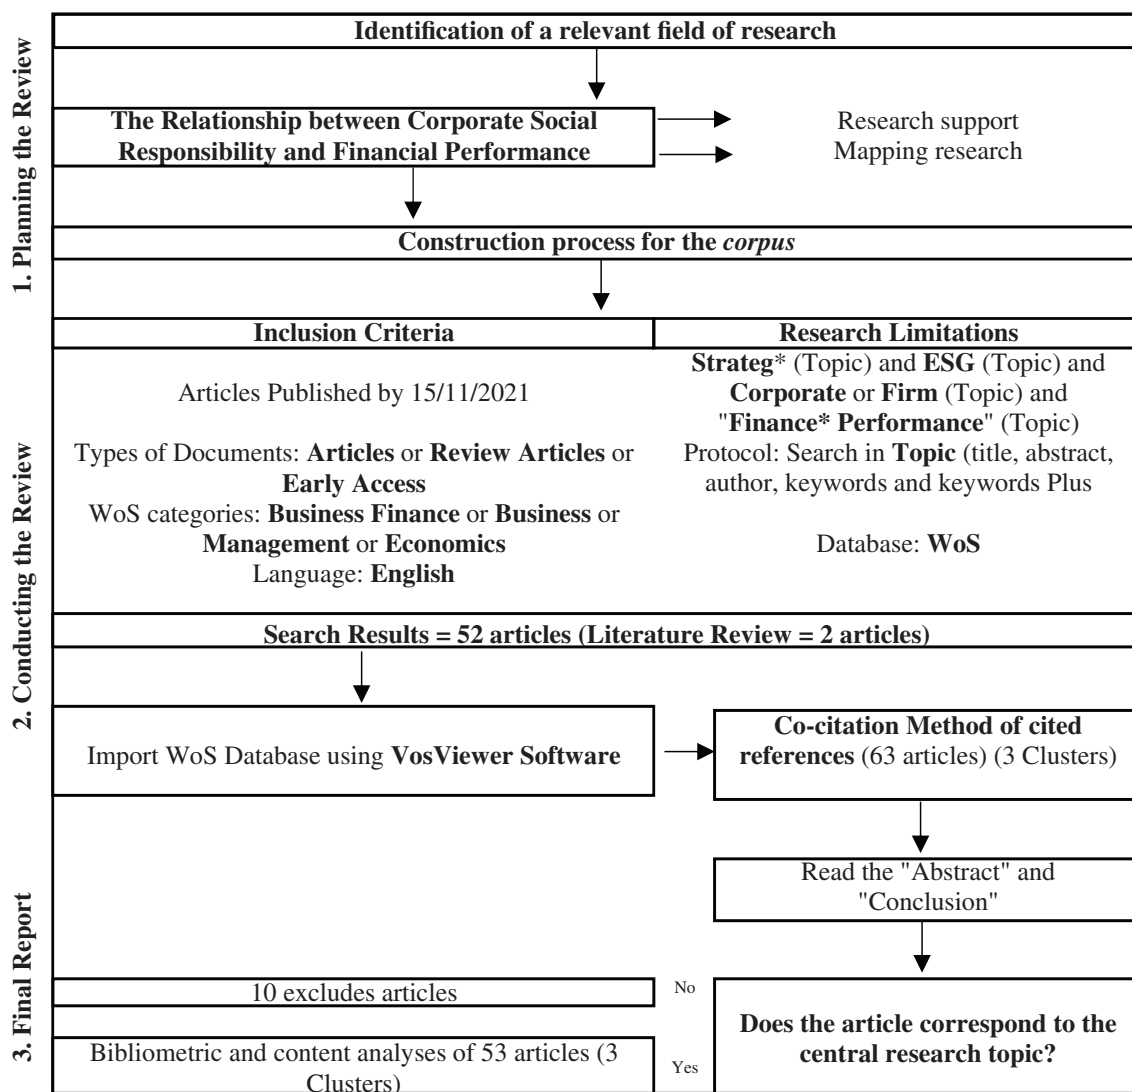 1. Planning the Review
Identification of a relevant field of research
The Relationship between Corporate Social
Responsibility and Financial Performance
Research support
Mapping research
Construction process for the corpus
2. Conducting the Review
Inclusion Criteria
Articles Published by 15/11/2021
Types of Documents: Articles or Review Articles or
Early Access
WoS categories: Business Finance or Business or
Management or Economics
Language: English
Research Limitations
Strateg* (Topic) and ESG (Topic) and
Corporate or Firm (Topic) and
"Finance* Performance" (Topic)
Protocol: Search in Topic (title, abstract,
author, keywords and keywords Plus
Database: WoS
Search Results = 52 articles (Literature Review = 2 articles)
Import WoS Database using VosViewer Software
Co-citation Method of cited
references (63 articles) (3 Clusters)
3. Final Report
Read the "Abstract" and
"Conclusion"
Does the article correspond to the
central research topic?
No
10 excludes articles
Yes
Bibliometric and content analyses of 53 articles (3
Clusters)